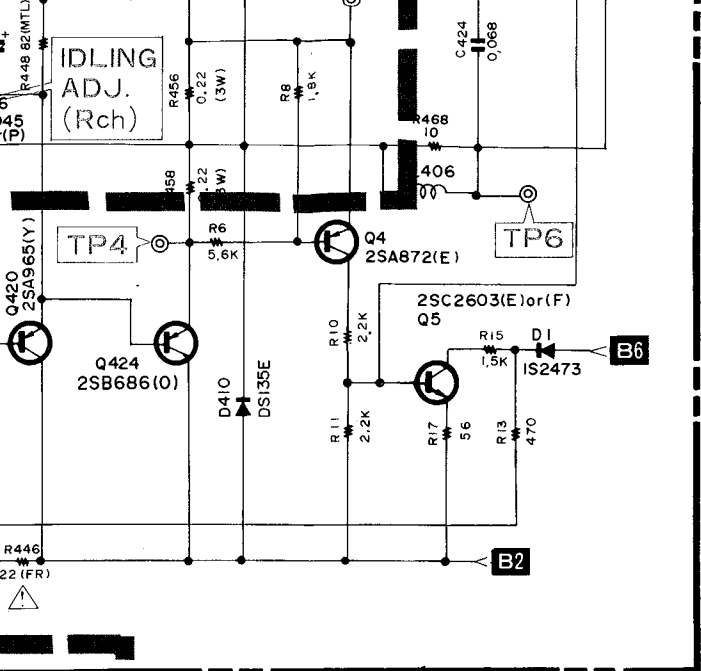 R448 82(MTL)
IDLING
ADJ.
(Rch)
045
(P)
R456
0.22
(3W)
R8
1.8K
C424
0,068
R468
10
.406
458
.22
3W)
TP4
R6
5,6K
Q4
2SA872(E)
TP6
Q420
2SA965(Y)
2SC2603(E)or(F)
Q5
R10
2.2K
R15
1,5K
D1
1S2473
B6
Q424
2SB686(O)
D410
DS135E
R11
2.2K
R17
56
R13
470
R446
22(FR)
B2